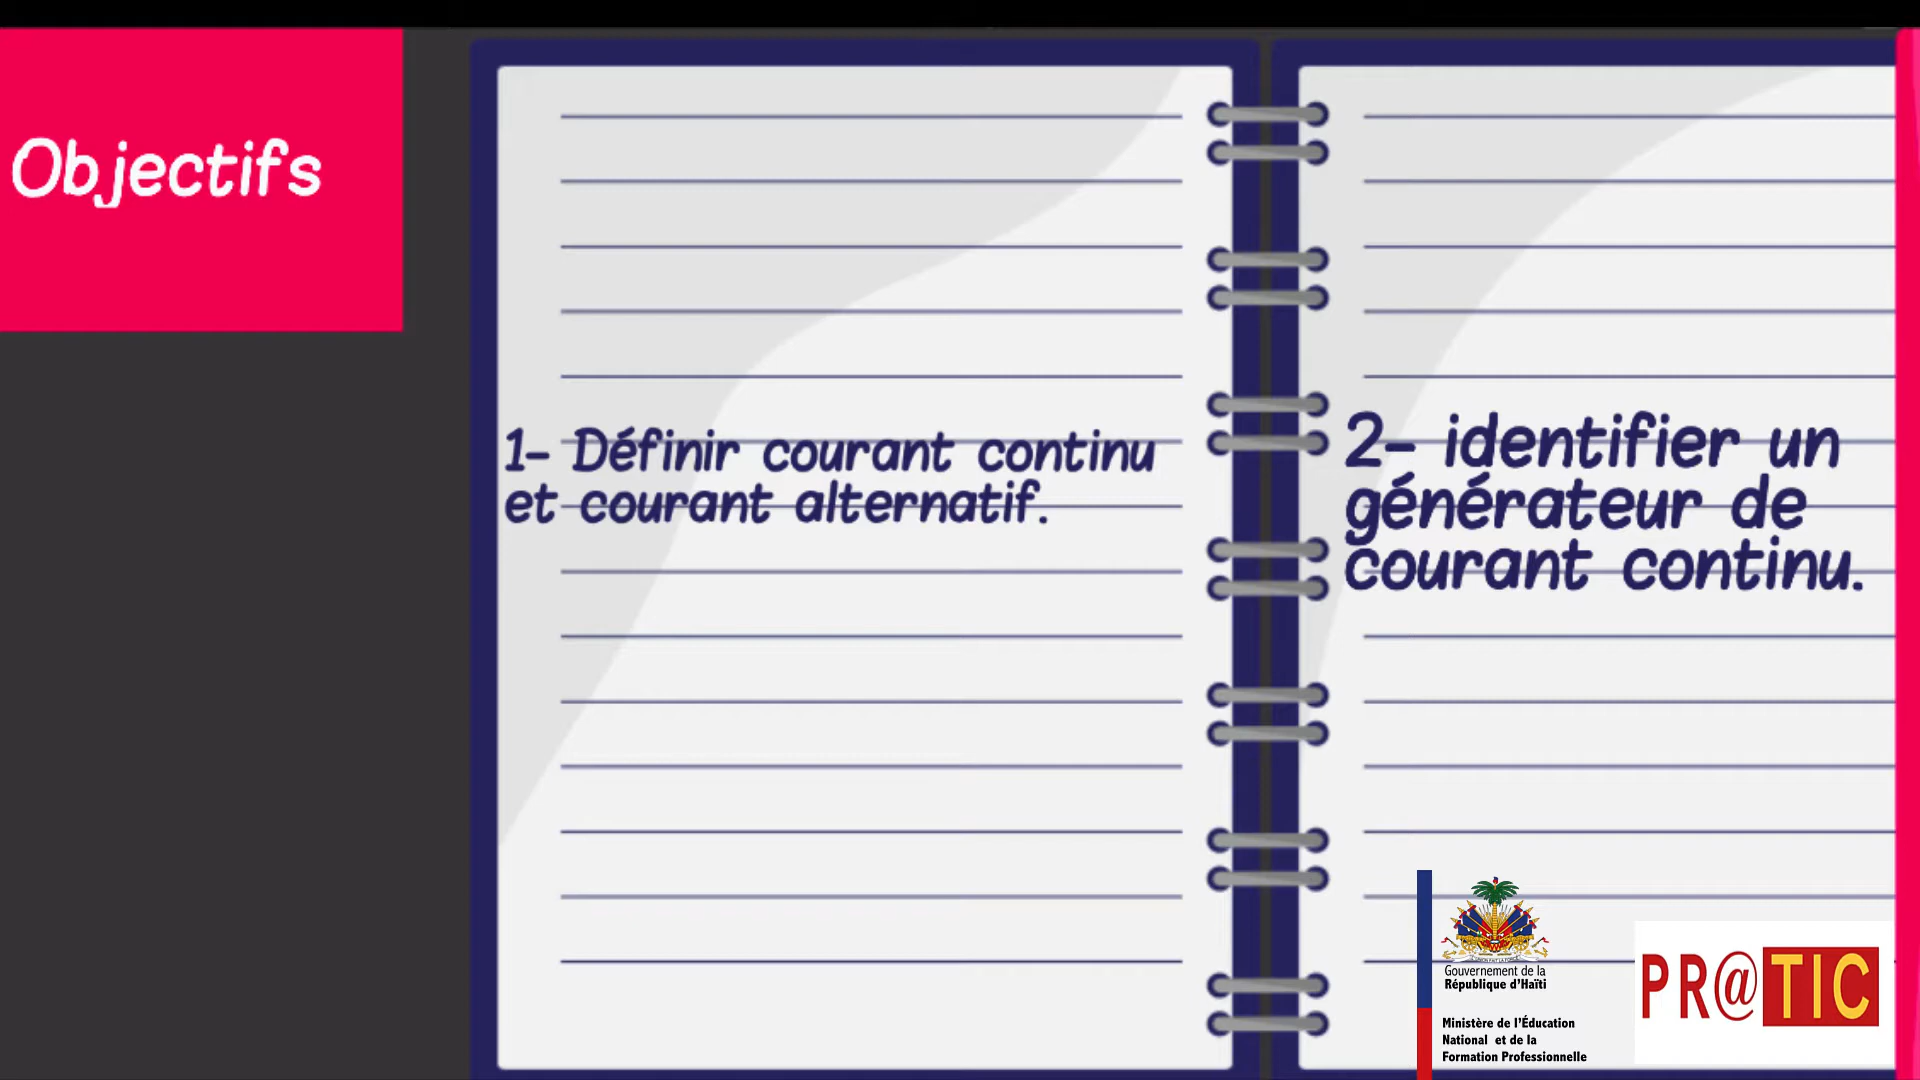 Objectifs
1- Définir courant continu
et courant alternatif.
2- identifier un
générateur de
courant continu.
Gouvernement de la
République d'Haïti
Ministère de l'Éducation
National et de la
Formation Professionnelle
PR@TIC